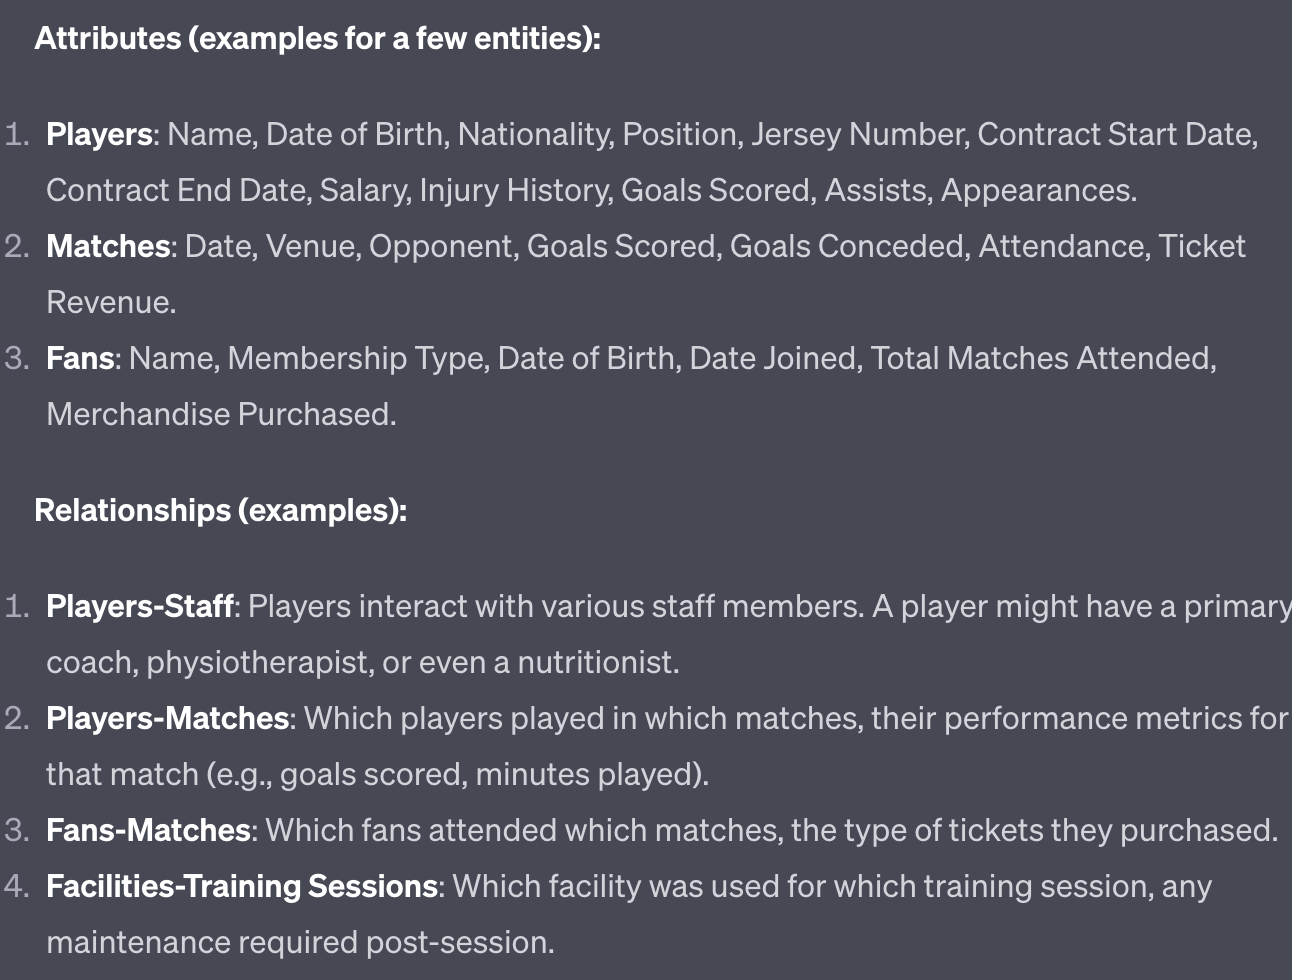 Attributes (examples for a few entities):
1. Players: Name, Date of Birth, Nationality, Position, Jersey Number, Contract Start Date,
Contract End Date, Salary, Injury History, Goals Scored, Assists, Appearances.
2. Matches: Date, Venue, Opponent, Goals Scored, Goals Conceded, Attendance, Ticket
Revenue.
3. Fans: Name, Membership Type, Date of Birth, Date Joined, Total Matches Attended,
Merchandise Purchased.
Relationships (examples):
1. Players-Staff: Players interact with various staff members. A player might have a primary
coach, physiotherapist, or even a nutritionist.
2. Players-Matches: Which players played in which matches, their performance metrics for
that match (e.g., goals scored, minutes played).
3. Fans-Matches: Which fans attended which matches, the type of tickets they purchased.
4. Facilities-Training Sessions: Which facility was used for which training session, any
maintenance required post-session.